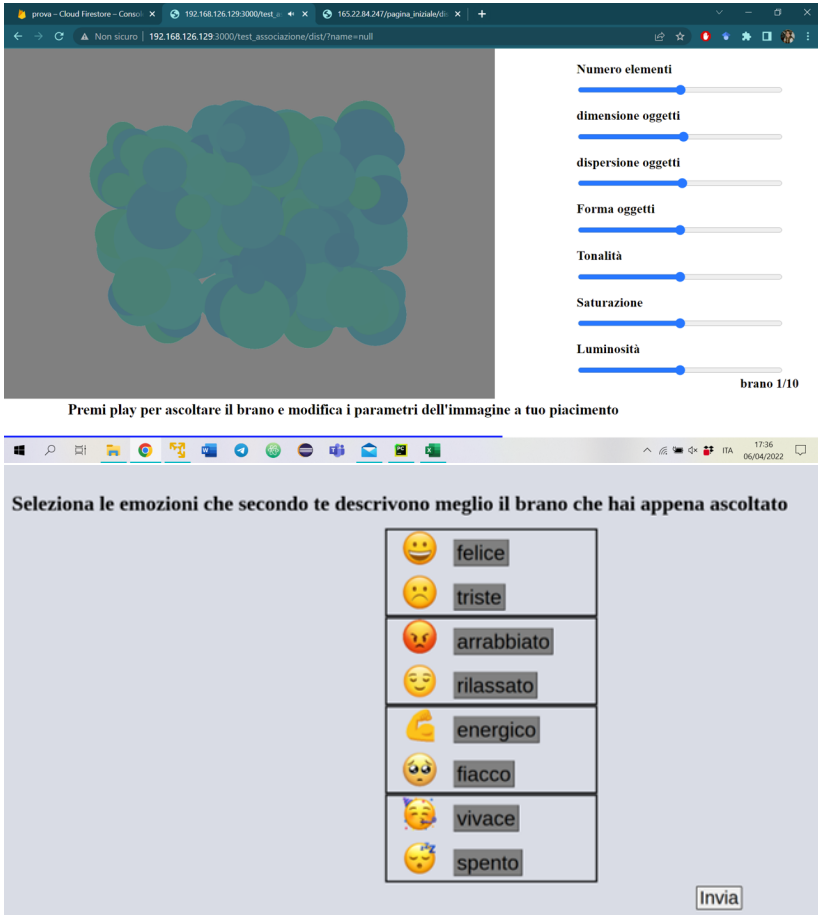 prova – Cloud Firestore – Consol
192.168.126.129:3000/test_a
165.22.84.247/pagina_iniziale/di
Non sicuro | 192.168.126.129:3000/test_associazione/dist/?name=null
Numero elementi
dimensione oggetti
dispersione oggetti
Forma oggetti
Tonalità
Saturazione
Luminosità
brano 1/10
Premi play per ascoltare il brano e modifica i parametri dell'immagine a tuo piacimento
ITA
17:36
06/04/2022
Seleziona le emozioni che secondo te descrivono meglio il brano che hai appena ascoltato
felice
triste
arrabbiato
rilassato
energico
fiacco
vivace
spento
Invia